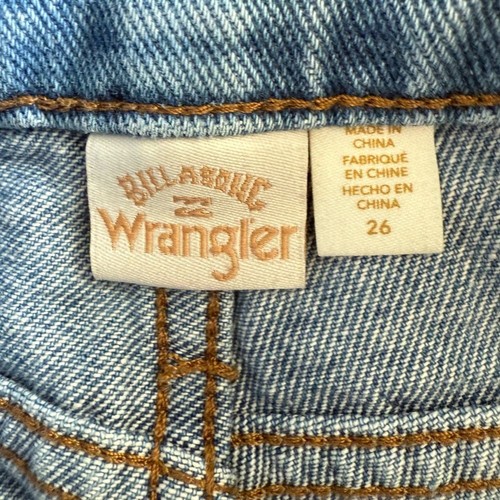 BILLABONG
Wrangler
MADE IN
CHINA
FABRIQUÉ
EN CHINE
HECHO EN
CHINA
26